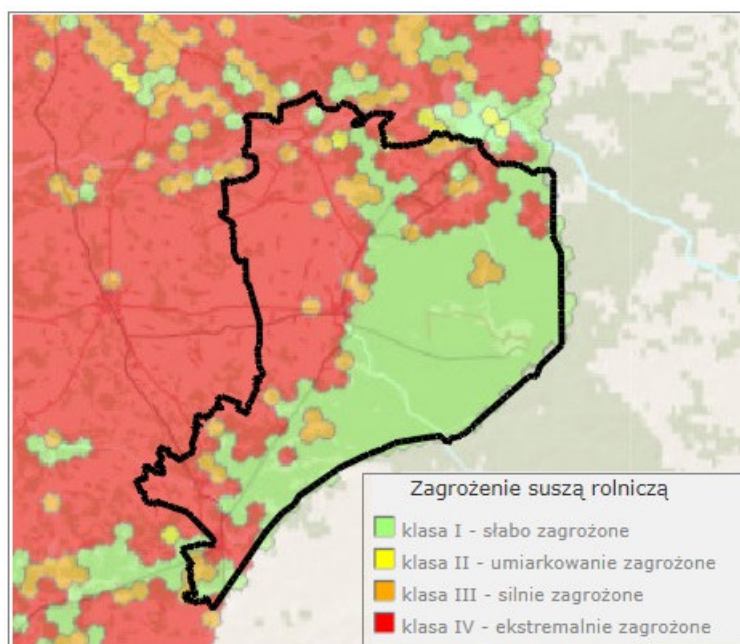 Zagrożenie suszą rolniczą
klasa I - słabo zagrożone
klasa II - umiarkowanie zagrożone
klasa III - silnie zagrożone
klasa IV - ekstremalnie zagrożone